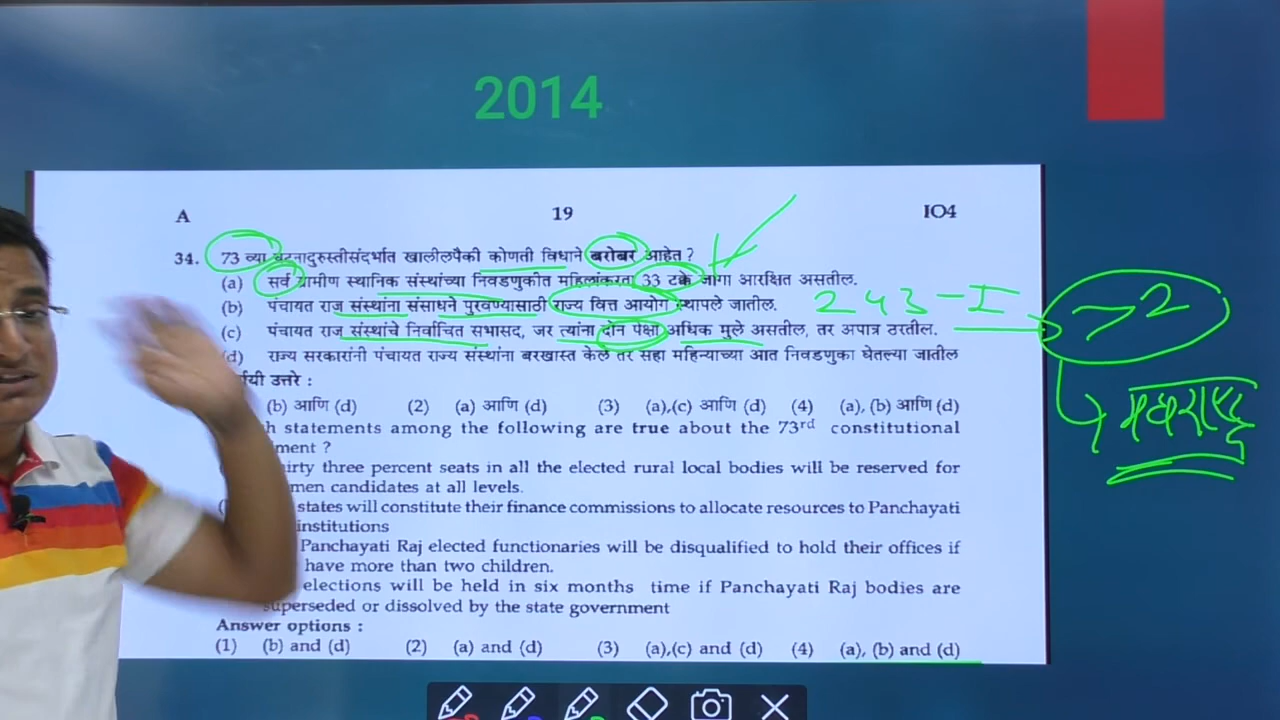 2014
A 19 IO4
34. 73 व्या घटनादुरुस्तीसंदर्भात खालीलपैकी कोणती विधाने बरोबर आहेत ?
(a) सर्व ग्रामीण स्थानिक संस्थांच्या निवडणुकीत महिलांकरता 33 टक्के जागा आरक्षित असतील.
(b) पंचायत राज संस्थांना संसाधने पुरवण्यासाठी राज्य वित्त आयोग स्थापले जातील.
243-I
72
(c) पंचायत राज संस्थांचे निर्वाचित सभासद, जर त्यांना दोन पेक्षा अधिक मुले असतील, तर अपात्र ठरतील.
d) राज्य सरकारांनी पंचायत राज्य संस्थांना बरखास्त केले तर सहा महिन्याच्या आत निवडणुका घेतल्या जातील
यी उत्तरे :
महाराष्ट्र
(b) आणि (d) (2) (a) आणि (d) (3) (a),(c) आणि (d) (4) (a), (b) आणि (d)
h statements among the following are true about the 73rd constitutional
ment ?
irty three percent seats in all the elected rural local bodies will be reserved for
men candidates at all levels.
( states will constitute their finance commissions to allocate resources to Panchayati
institutions
Panchayati Raj elected functionaries will be disqualified to hold their offices if
have more than two children.
elections will be held in six months time if Panchayati Raj bodies are
superseded or dissolved by the state government
Answer options :
(1) (b) and (d) (2) (a) and (d) (3) (a),(c) and (d) (4) (a), (b) and (d)